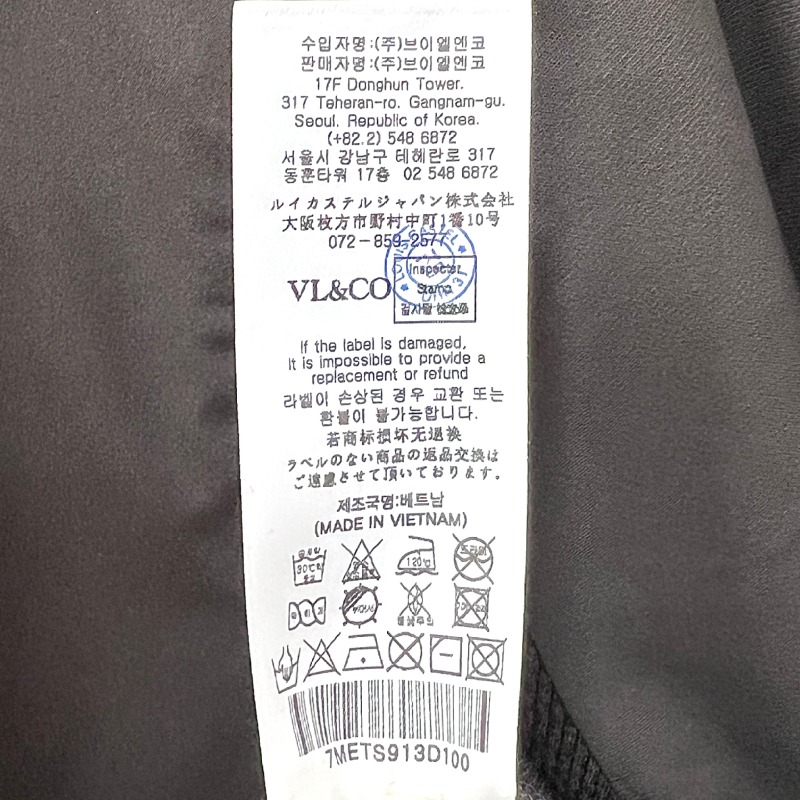 수입자명:(주)브이엘엔코
판매자명:(주)브이엘엔코
17F Donghun Tower.
317 Teheran-ro. Gangnam-gu.
Seoul. Republic of Korea.
(+82.2) 548 6872
서울시 강남구 테헤란로 317
동훈타워 17층 02 548 6872
ルイカステルジャパン株式会社
大阪枚方市野村中町1番10号
072-859-2577
LOUIS CASTEL
VL&CO
Inspector
Stamp
If the label is damaged,
It is impossible to provide a
replacement or refund
라벨이 손상된 경우 교환 또는
환불이 불가능합니다.
若商标损坏无退换
ラベルのない商品の返品交換は
ご遠慮させて頂いております。
제조국명:베트남
(MADE IN VIETNAM)
30℃
120℃
드라이
7METS913D100